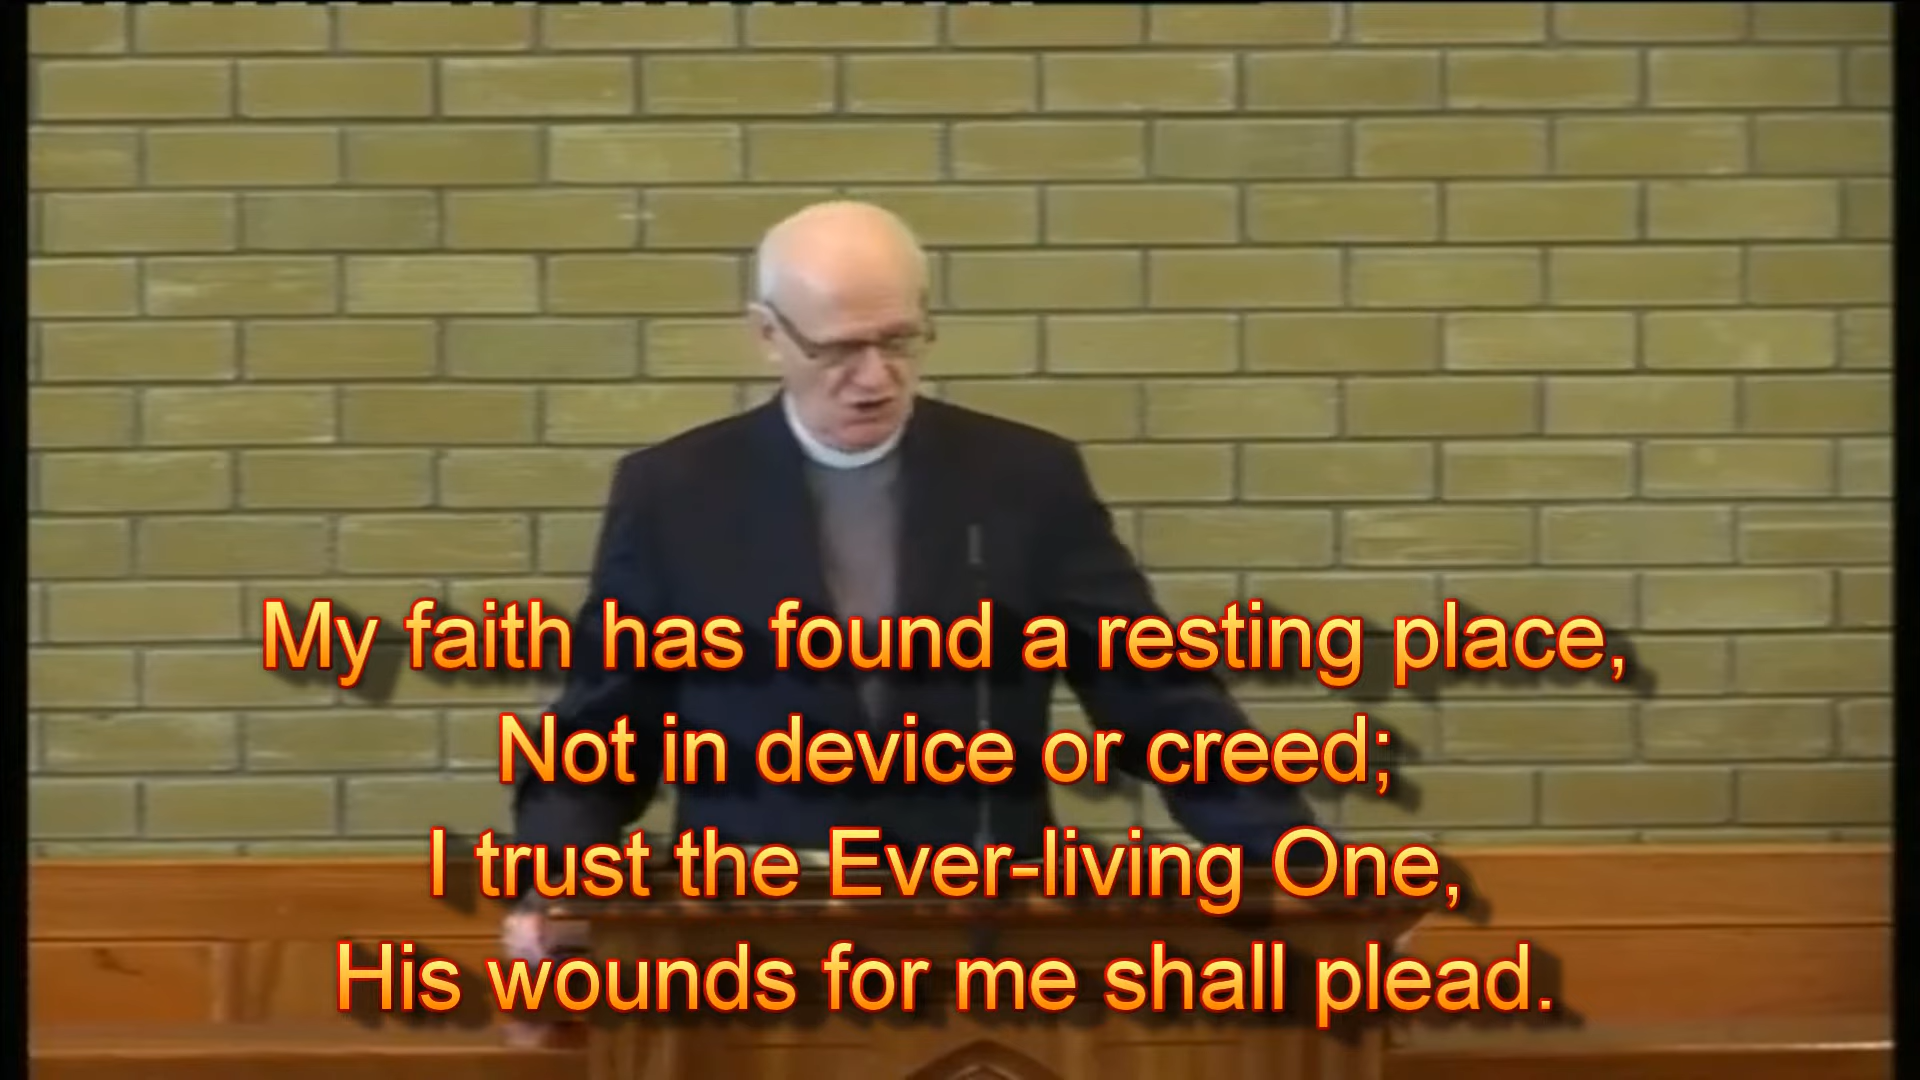 My faith has found a resting place,
Not in device or creed;
I trust the Ever-living One,
His wounds for me shall plead.